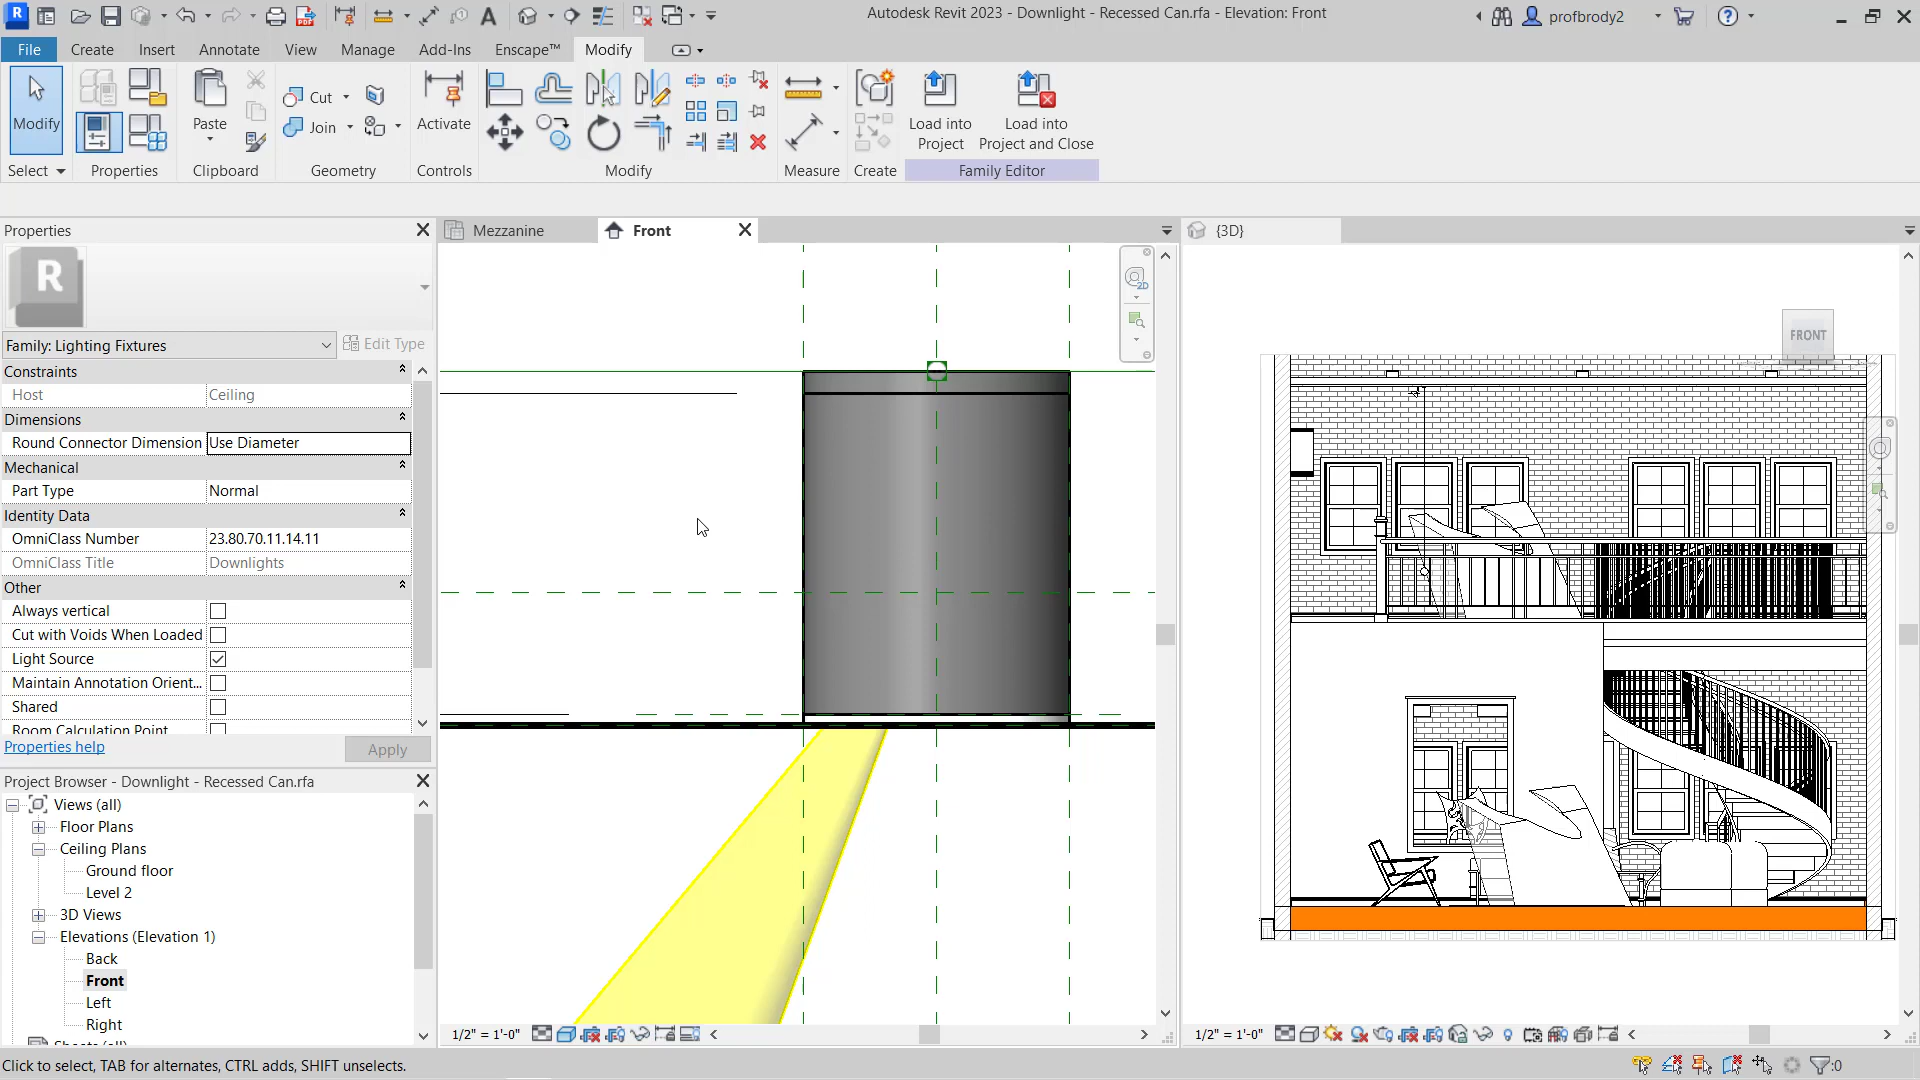 Autodesk Revit 2023 - Downlight - Recessed Can.rfa - Elevation: Front
profbrody2
File Create Insert Annotate View Manage Add-Ins Enscape™ Modify
Modify
Paste
Cut
Join
Activate
Load into
Project
Load into
Project and Close
Select Properties Clipboard Geometry Controls Modify Measure Create Family Editor
Properties
R
Family: Lighting Fixtures
Edit Type
Constraints
Host Ceiling
Dimensions
Round Connector Dimension Use Diameter
Mechanical
Part Type Normal
Identity Data
OmniClass Number 23.80.70.11.14.11
OmniClass Title Downlights
Other
Always vertical
Cut with Voids When Loaded
Light Source
Maintain Annotation Orient...
Shared
Room Calculation Point
Properties help
Apply
Project Browser - Downlight - Recessed Can.rfa
Views (all)
Floor Plans
Ceiling Plans
Ground floor
Level 2
3D Views
Elevations (Elevation 1)
Back
Front
Left
Right
Sheets (all)
Mezzanine
Front
2D
1/2" = 1'-0"
{3D}
FRONT
1/2" = 1'-0"
Click to select, TAB for alternates, CTRL adds, SHIFT unselects.
:0